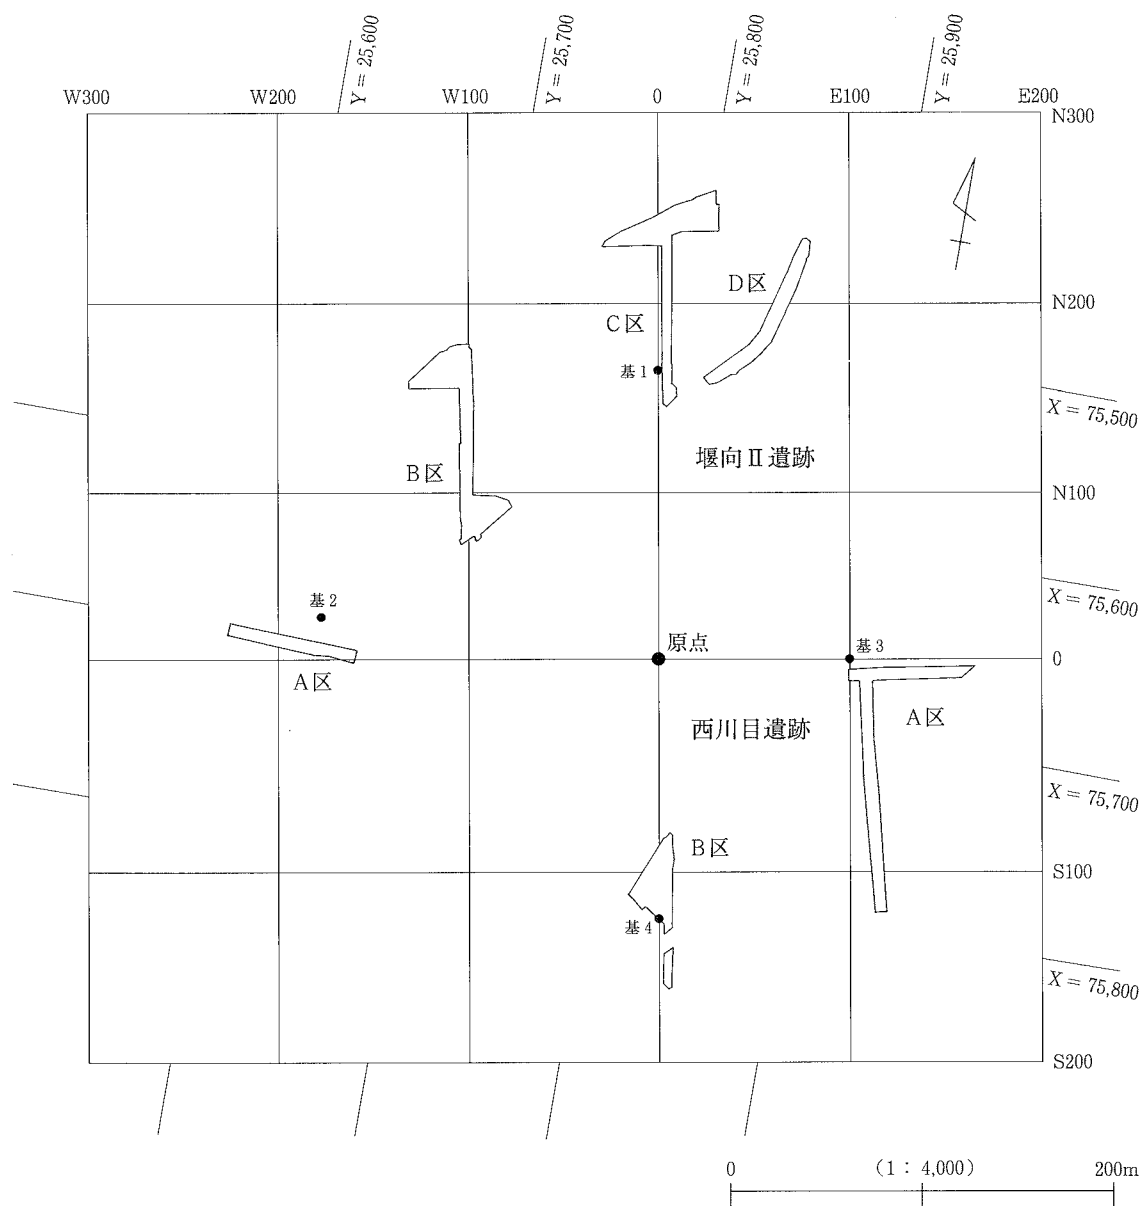 Y = 25,600
Y = 25,700
Y = 25,800
Y = 25,900
W300
W200
W100
0
E100
E200
N300
D区
N200
C区
基1
X = 75,500
堰向Ⅱ遺跡
B区
N100
基2
X = 75,600
原点
基3
0
A区
西川目遺跡
A区
X = 75,700
B区
S100
基4
X = 75,800
S200
0 (1：4,000) 200m